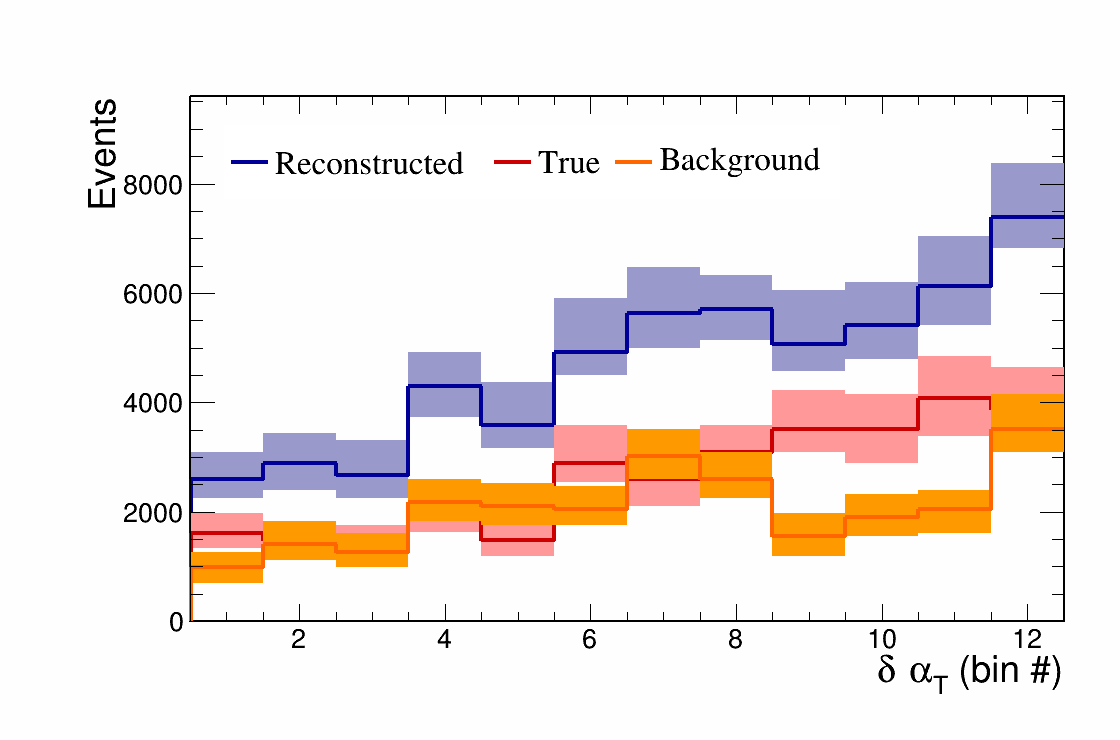 Events
Reconstructed True Background
8000
6000
4000
2000
0
2 4 6 8 10 12
δ α_T (bin #)